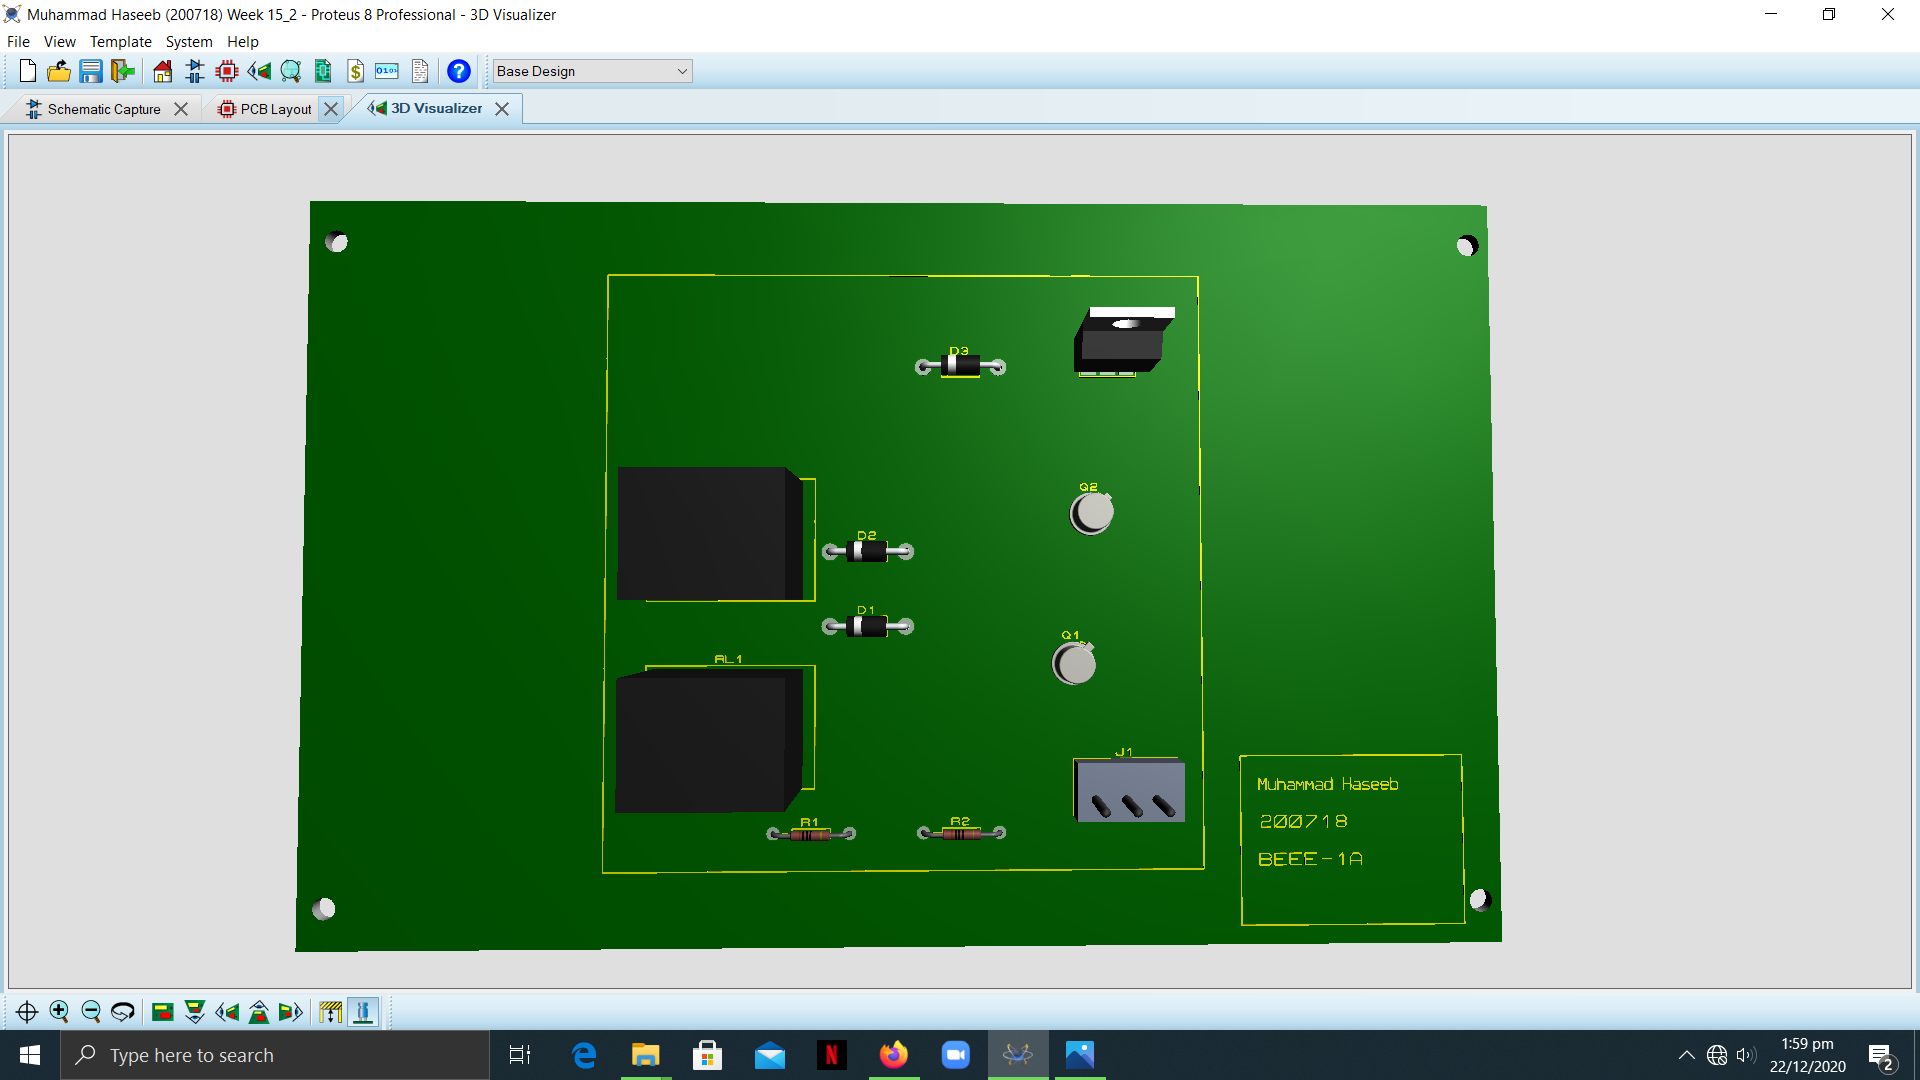 Muhammad Haseeb (200718) Week 15_2 - Proteus 8 Professional - 3D Visualizer
File View Template System Help
$ 0101 ? Base Design
Schematic Capture PCB Layout 3D Visualizer
D3
Q2
D2
D1
Q1
RL1
J1
R1 R2
Muhammad Haseeb
200718
BEEE-1A
Type here to search
N
1:59 pm
22/12/2020
2